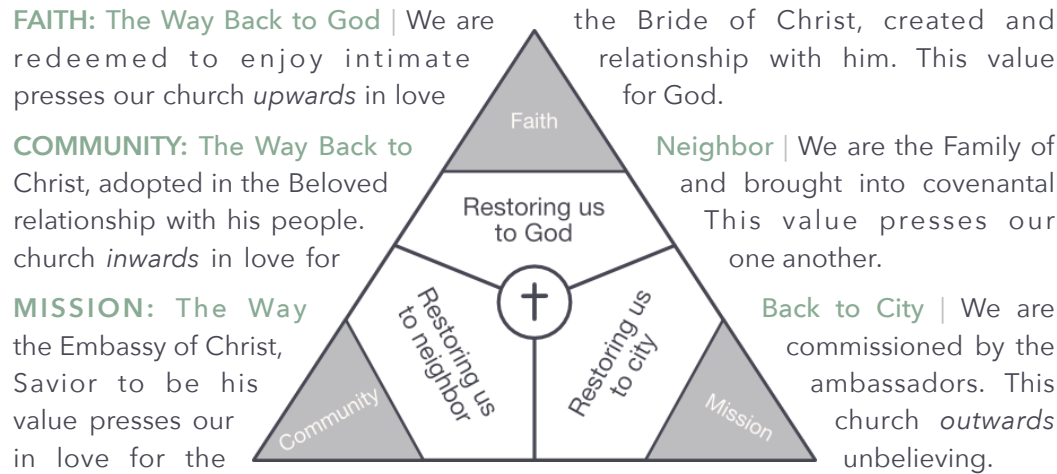 FAITH: The Way Back to God | We are the Bride of Christ, created and
redeemed to enjoy intimate relationship with him. This value
presses our church upwards in love for God.
COMMUNITY: The Way Back to Neighbor | We are the Family of
Christ, adopted in the Beloved and brought into covenantal
relationship with his people. This value presses our
church inwards in love for one another.
MISSION: The Way Back to City | We are
the Embassy of Christ, commissioned by the
Savior to be his ambassadors. This
value presses our church outwards
in love for the unbelieving.
Faith
Restoring us
to God
Restoring us
to neighbor
Restoring us
to city
Community
Mission